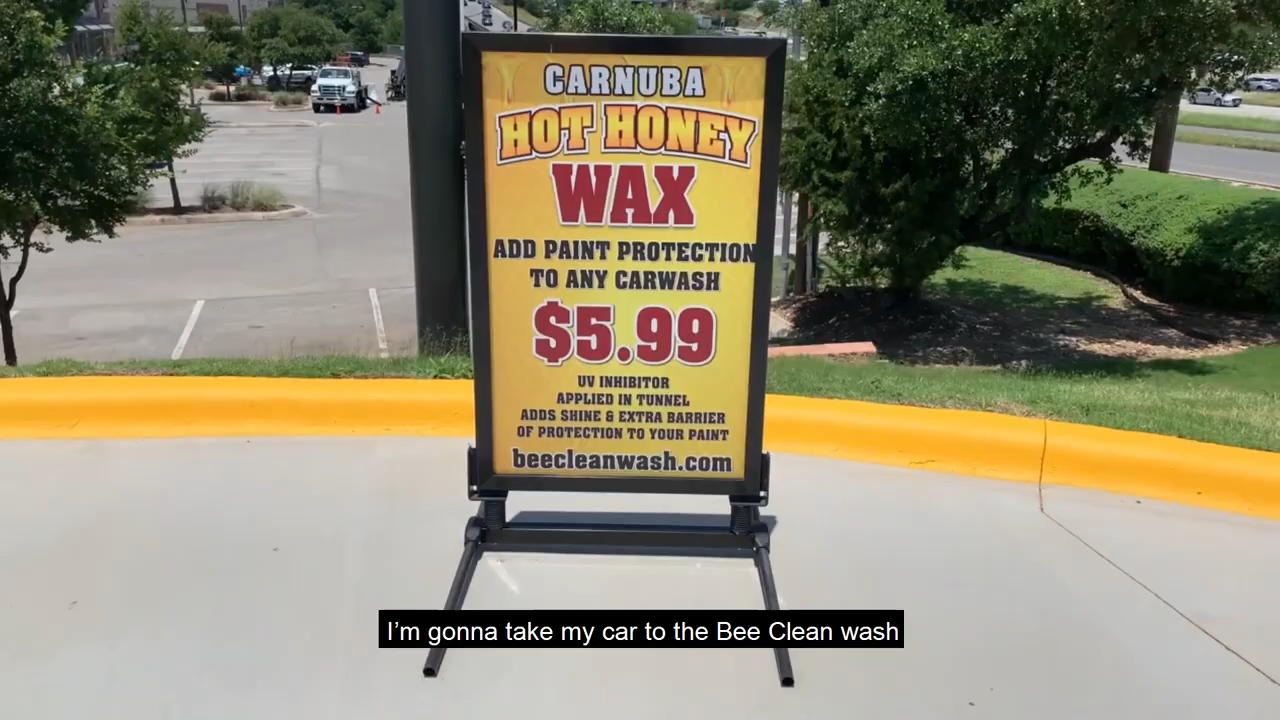 CARNUBA
HOT HONEY
WAX
ADD PAINT PROTECTION
TO ANY CARWASH
$5.99
UV INHIBITOR
APPLIED IN TUNNEL
ADDS SHINE & EXTRA BARRIER
OF PROTECTION TO YOUR PAINT
beecleanwash.com
I’m gonna take my car to the Bee Clean wash